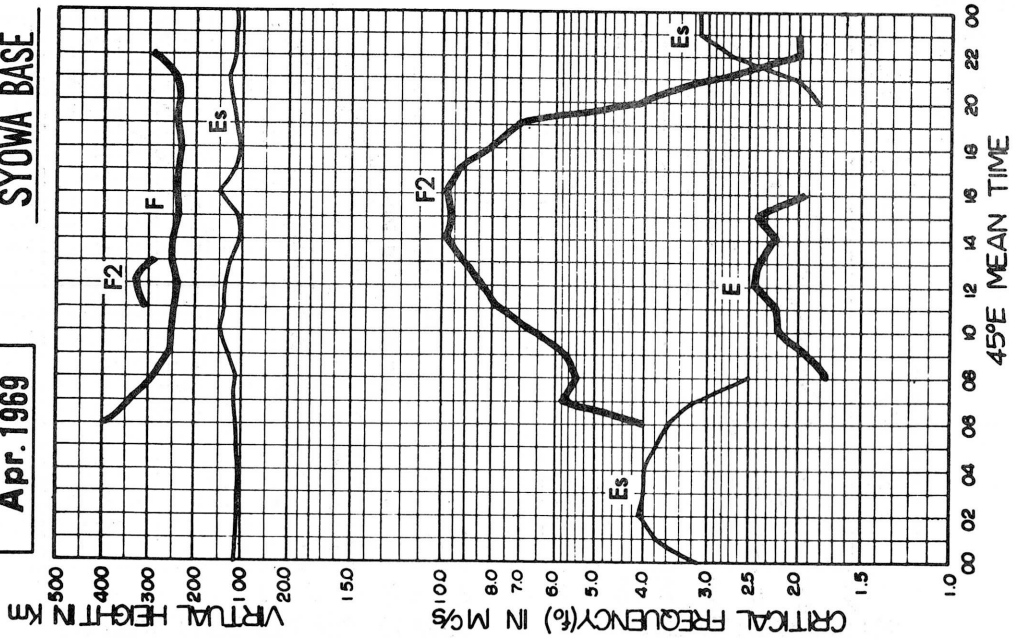 Apr. 1969
SYOWA BASE
VIRTUAL HEIGHT IN Km
500
400
300
200
100
F2
F
Es
CRITICAL FREQUENCY(fo) IN Mc/s
20.0
15.0
10.0
9.0
8.0
7.0
6.0
5.0
4.0
3.0
2.5
2.0
1.5
1.0
F2
Es
E
Es
00 02 04 06 08 10 12 14 16 18 20 22 00
45°E MEAN TIME